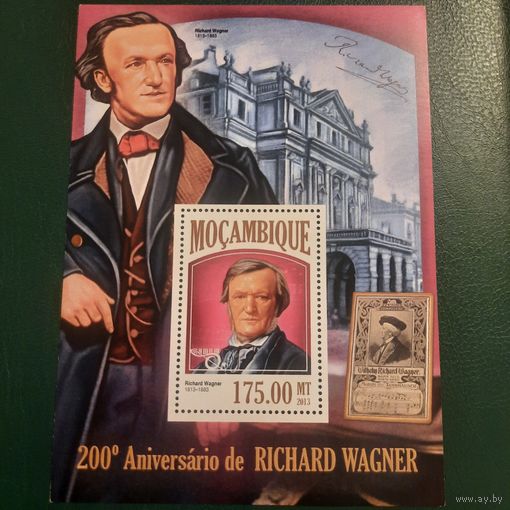 Richard Wagner
1813-1883
MOÇAMBIQUE
Richard Wagner
1813-1883
175.00 MT
2013
Wilhelm Richard Wagner.
200º Aniversário de RICHARD WAGNER
www.ay.by